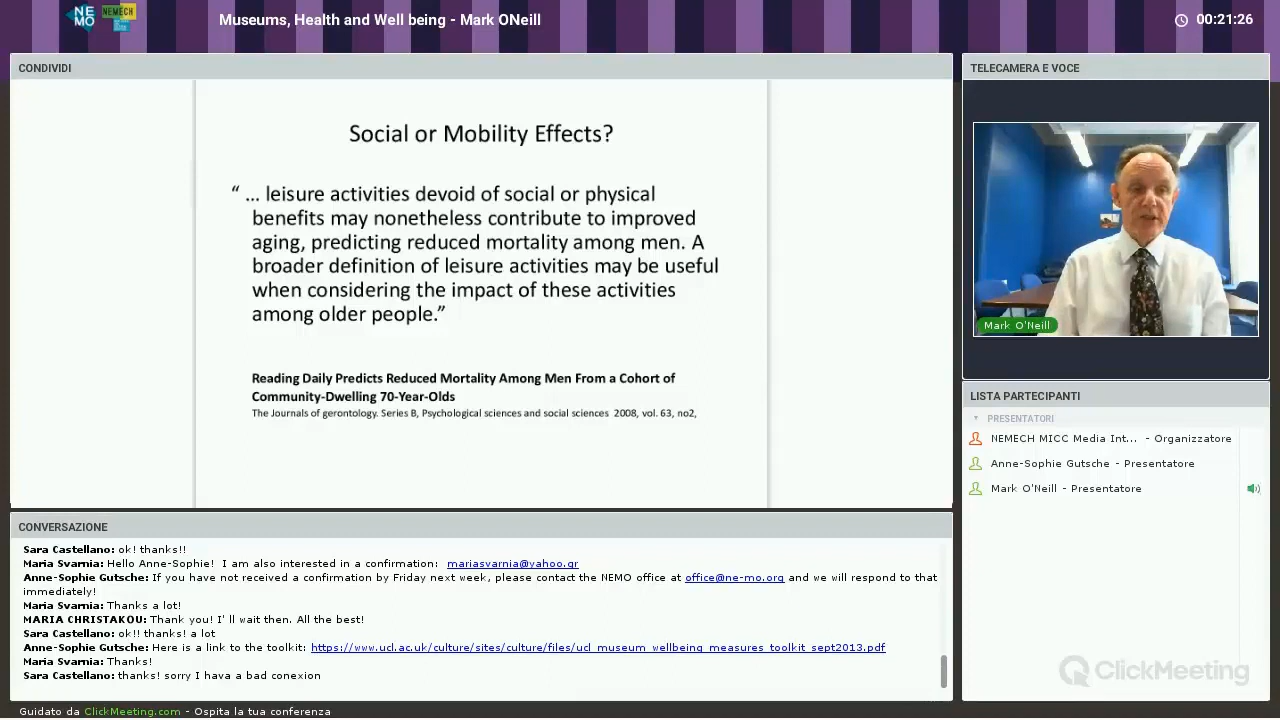 NE
MO
NEMECH
Museums, Health and Well being - Mark ONeill
00:21:26
CONDIVIDI
Social or Mobility Effects?
“ ... leisure activities devoid of social or physical
benefits may nonetheless contribute to improved
aging, predicting reduced mortality among men. A
broader definition of leisure activities may be useful
when considering the impact of these activities
among older people.”
Reading Daily Predicts Reduced Mortality Among Men From a Cohort of
Community-Dwelling 70-Year-Olds
The Journals of gerontology. Series B, Psychological sciences and social sciences 2008, vol. 63, no2,
TELECAMERA E VOCE
Mark O'Neill
LISTA PARTECIPANTI
PRESENTATORI
NEMECH MICC Media Int... - Organizzatore
Anne-Sophie Gutsche - Presentatore
Mark O'Neill - Presentatore
ClickMeeting
CONVERSAZIONE
Sara Castellano: ok! thanks!!
Maria Svarnia: Hello Anne-Sophie! I am also interested in a confirmation: mariasvarnia@yahoo.gr
Anne-Sophie Gutsche: If you have not received a confirmation by Friday next week, please contact the NEMO office at office@ne-mo.org and we will respond to that
immediately!
Maria Svarnia: Thanks a lot!
MARIA CHRISTAKOU: Thank you! I' ll wait then. All the best!
Sara Castellano: ok!! thanks! a lot
Anne-Sophie Gutsche: Here is a link to the toolkit: https://www.ucl.ac.uk/culture/sites/culture/files/ucl_museum_wellbeing_measures_toolkit_sept2013.pdf
Maria Svarnia: Thanks!
Sara Castellano: thanks! sorry I hava a bad conexion
Guidato da ClickMeeting.com - Ospita la tua conferenza